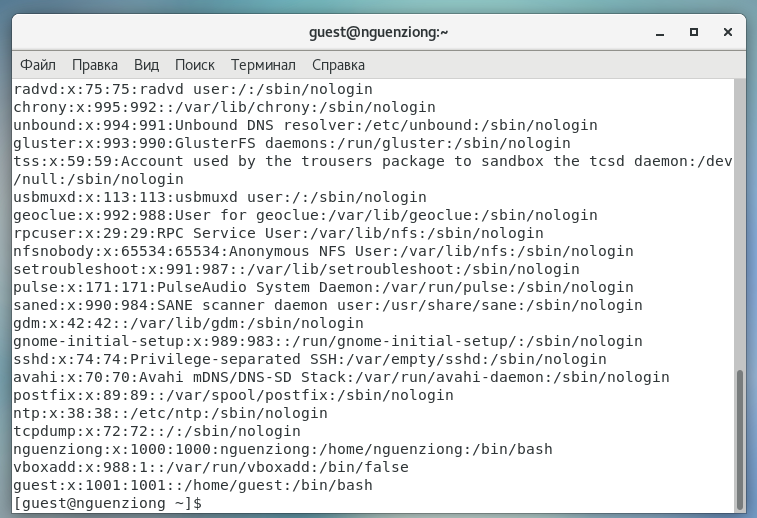 guest@nguenziong:~
Файл Правка Вид Поиск Терминал Справка
radvd:x:75:75:radvd user:/:/sbin/nologin
chrony:x:995:992::/var/lib/chrony:/sbin/nologin
unbound:x:994:991:Unbound DNS resolver:/etc/unbound:/sbin/nologin
gluster:x:993:990:GlusterFS daemons:/run/gluster:/sbin/nologin
tss:x:59:59:Account used by the trousers package to sandbox the tcsd daemon:/dev
/null:/sbin/nologin
usbmuxd:x:113:113:usbmuxd user:/:/sbin/nologin
geoclue:x:992:988:User for geoclue:/var/lib/geoclue:/sbin/nologin
rpcuser:x:29:29:RPC Service User:/var/lib/nfs:/sbin/nologin
nfsnobody:x:65534:65534:Anonymous NFS User:/var/lib/nfs:/sbin/nologin
setroubleshoot:x:991:987::/var/lib/setroubleshoot:/sbin/nologin
pulse:x:171:171:PulseAudio System Daemon:/var/run/pulse:/sbin/nologin
saned:x:990:984:SANE scanner daemon user:/usr/share/sane:/sbin/nologin
gdm:x:42:42::/var/lib/gdm:/sbin/nologin
gnome-initial-setup:x:989:983::/run/gnome-initial-setup/:/sbin/nologin
sshd:x:74:74:Privilege-separated SSH:/var/empty/sshd:/sbin/nologin
avahi:x:70:70:Avahi mDNS/DNS-SD Stack:/var/run/avahi-daemon:/sbin/nologin
postfix:x:89:89::/var/spool/postfix:/sbin/nologin
ntp:x:38:38::/etc/ntp:/sbin/nologin
tcpdump:x:72:72::/:/sbin/nologin
nguenziong:x:1000:1000:nguenziong:/home/nguenziong:/bin/bash
vboxadd:x:988:1::/var/run/vboxadd:/bin/false
guest:x:1001:1001::/home/guest:/bin/bash
[guest@nguenziong ~]$